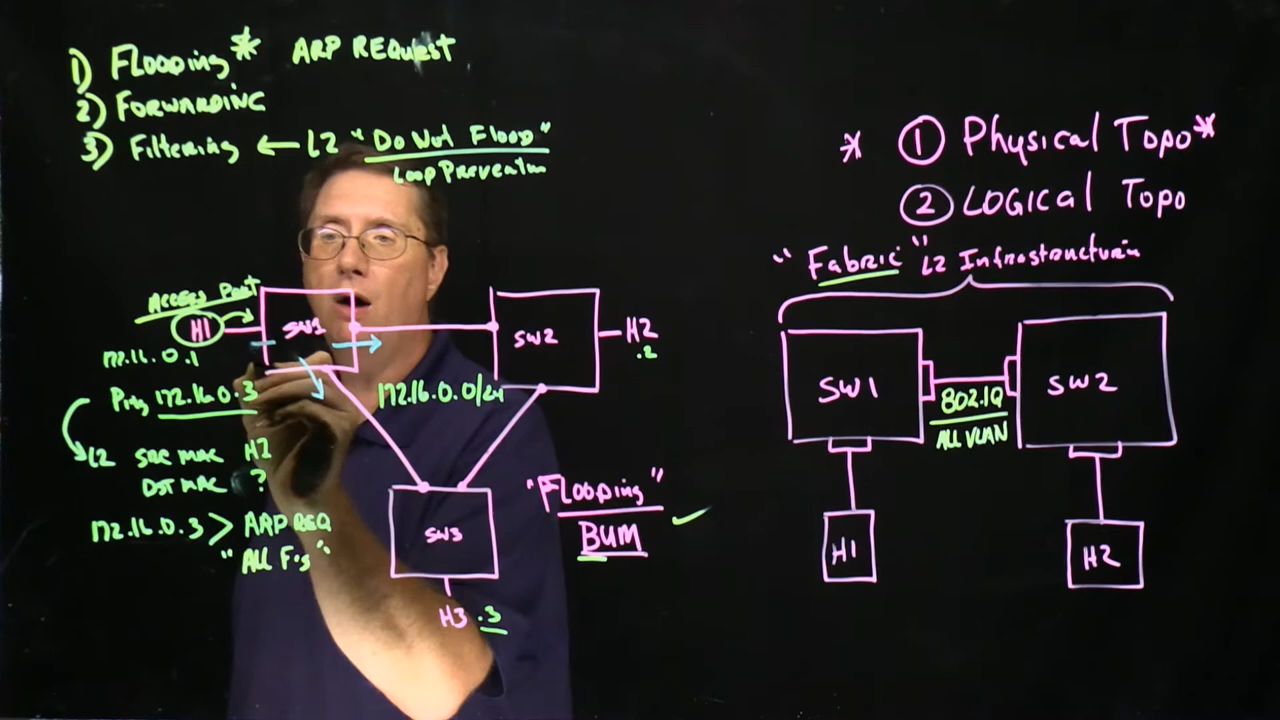 1) Flooding* ARP REQuest
2) FORWARDING
3) Filtering ← L2 "Do Not Flood"
Loop Prevention
Access Port
H1
172.16.0.1
Ping 172.16.0.3
L2 SRC MAC H1
DST MAC ?
172.16.0.3 > ARP REQ
"ALL F's"
SW1
SW2
H2
.2
172.16.0.0/24
SW3
H3 .3
"Flooding"
BUM ✓
* ① Physical Topo*
② LOGICAL Topo
"Fabric" L2 Infrastructure
SW1
802.1Q
ALL VLAN
SW2
H1
H2